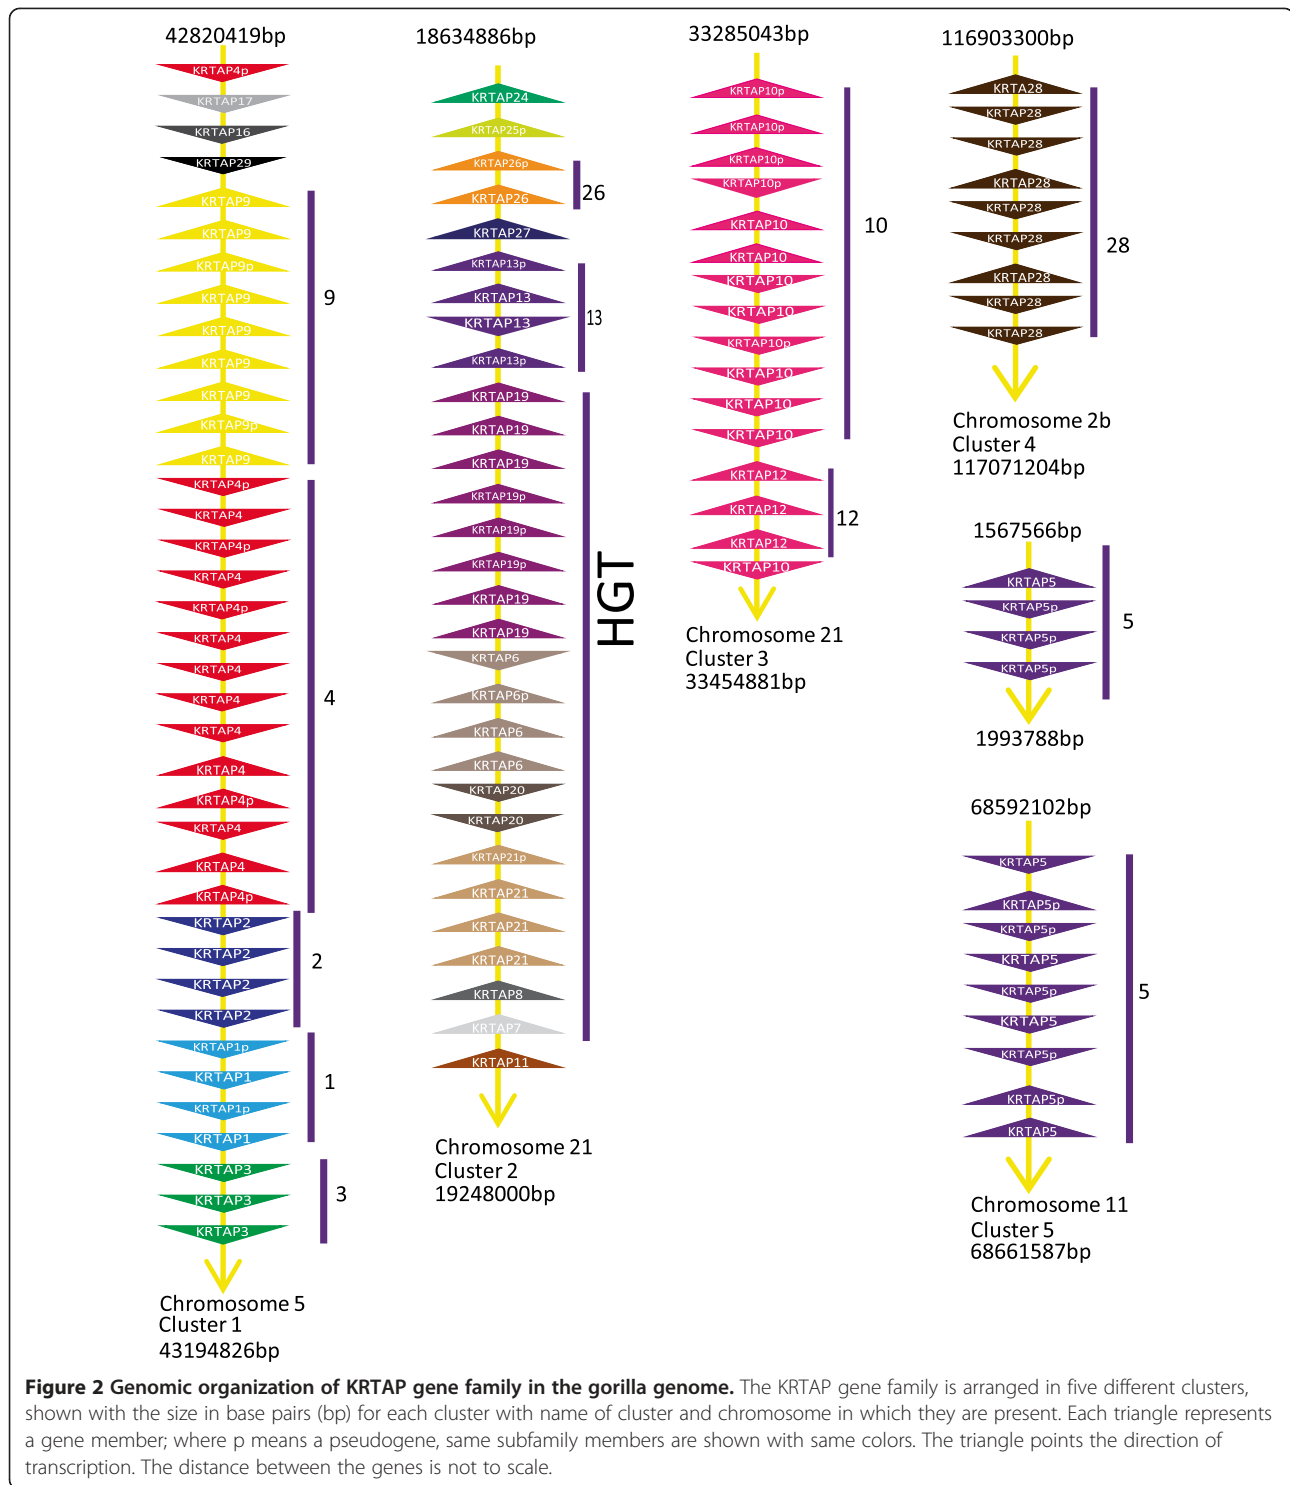 42820419bp
KRTAP4p
KRTAP17
KRTAP16
KRTAP29
KRTAP9
KRTAP9
KRTAP9p
KRTAP9
KRTAP9
KRTAP9
KRTAP9
KRTAP9p
KRTAP9
9
KRTAP4p
KRTAP4
KRTAP4p
KRTAP4
KRTAP4p
KRTAP4
KRTAP4
KRTAP4
KRTAP4
KRTAP4
KRTAP4p
KRTAP4
KRTAP4
KRTAP4p
4
KRTAP2
KRTAP2
KRTAP2
KRTAP2
2
KRTAP1p
KRTAP1
KRTAP1p
KRTAP1
1
KRTAP3
KRTAP3
KRTAP3
3
Chromosome 5
Cluster 1
43194826bp
18634886bp
KRTAP24
KRTAP25p
KRTAP26p
KRTAP26
26
KRTAP27
KRTAP13p
KRTAP13
KRTAP13
KRTAP13p
13
KRTAP19
KRTAP19
KRTAP19
KRTAP19p
KRTAP19p
KRTAP19p
KRTAP19
KRTAP19
KRTAP6
KRTAP6p
KRTAP6
KRTAP6
KRTAP20
KRTAP20
KRTAP21p
KRTAP21
KRTAP21
KRTAP21
KRTAP8
KRTAP7
HGT
KRTAP11
Chromosome 21
Cluster 2
19248000bp
33285043bp
KRTAP10p
KRTAP10p
KRTAP10p
KRTAP10p
KRTAP10
KRTAP10
KRTAP10
KRTAP10
KRTAP10p
KRTAP10
KRTAP10
KRTAP10
10
KRTAP12
KRTAP12
KRTAP12
12
KRTAP10
Chromosome 21
Cluster 3
33454881bp
116903300bp
KRTA28
KRTAP28
KRTAP28
KRTAP28
KRTAP28
KRTAP28
KRTAP28
KRTAP28
KRTAP28
28
Chromosome 2b
Cluster 4
117071204bp
1567566bp
KRTAP5
KRTAP5p
KRTAP5p
KRTAP5p
5
1993788bp
68592102bp
KRTAP5
KRTAP5p
KRTAP5p
KRTAP5
KRTAP5p
KRTAP5
KRTAP5p
KRTAP5p
KRTAP5
5
Chromosome 11
Cluster 5
68661587bp
Figure 2 Genomic organization of KRTAP gene family in the gorilla genome. The KRTAP gene family is arranged in five different clusters,
shown with the size in base pairs (bp) for each cluster with name of cluster and chromosome in which they are present. Each triangle represents
a gene member; where p means a pseudogene, same subfamily members are shown with same colors. The triangle points the direction of
transcription. The distance between the genes is not to scale.